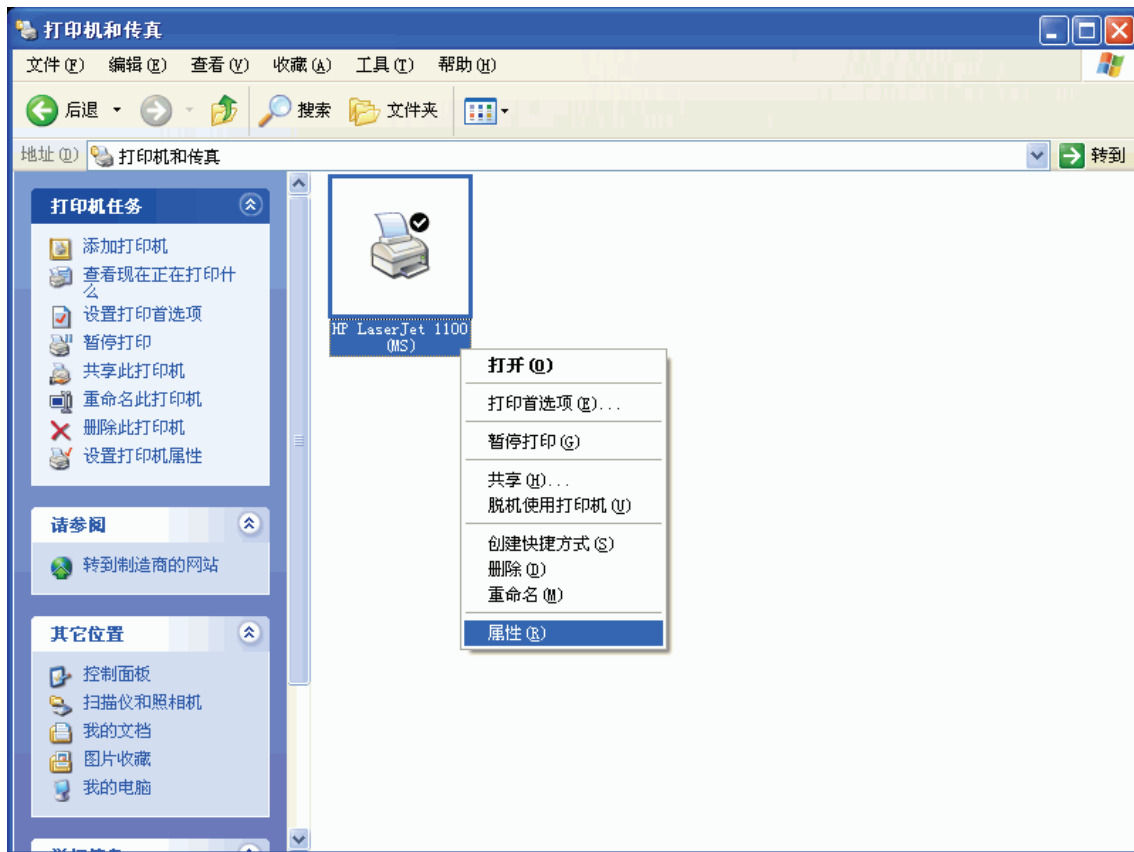 打印机和传真
文件(F) 编辑(E) 查看(V) 收藏(A) 工具(T) 帮助(H)
后退 搜索 文件夹
地址(D) 打印机和传真 转到
打印机任务
添加打印机
查看现在正在打印什
么
设置打印首选项
暂停打印
共享此打印机
重命名此打印机
删除此打印机
设置打印机属性
请参阅
转到制造商的网站
其它位置
控制面板
扫描仪和照相机
我的文档
图片收藏
我的电脑
HP LaserJet 1100
(MS)
打开(O)
打印首选项(E)...
暂停打印(G)
共享(H)...
脱机使用打印机(U)
创建快捷方式(S)
删除(D)
重命名(M)
属性(R)